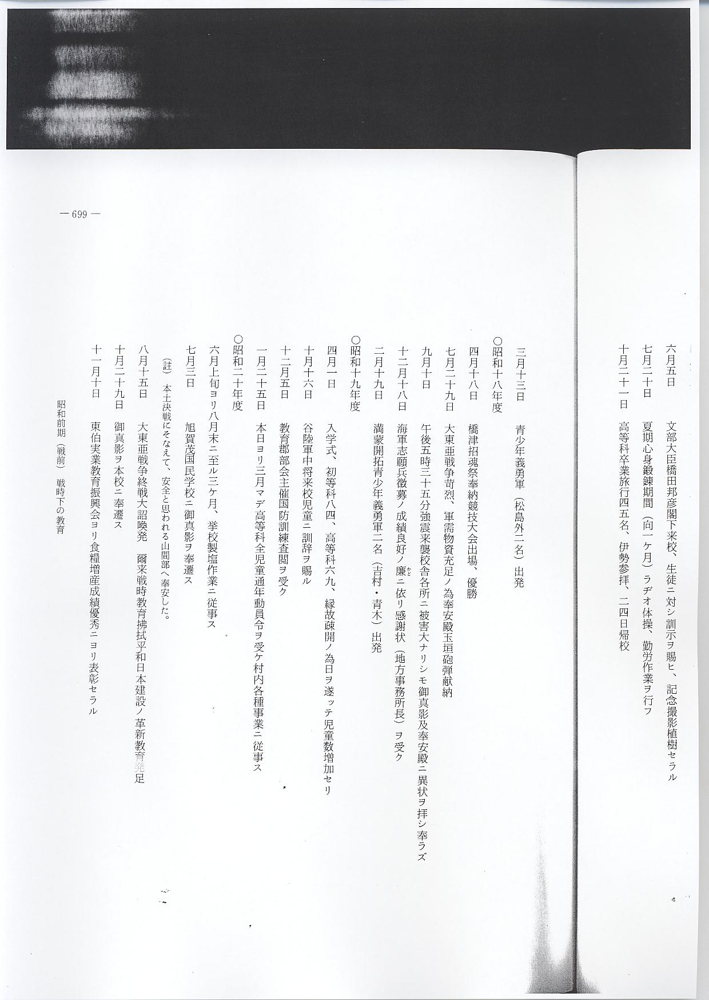 六月五日　文部大臣橋田邦彦閣下来校、生徒ニ対シ訓示ヲ賜ヒ、記念撮影植樹セラル
七月二十日　夏期心身鍛錬期間（向一ケ月）ラヂオ体操、勤労作業ヲ行フ
十月二十一日　高等科卒業旅行四五名、伊勢参拝、二四日帰校
三月十三日　青少年義勇軍（松島外二名）出発
〇昭和十八年度
四月十八日　橋津招魂祭奉納競技大会出場、優勝
七月二十九日　大東亜戦争苛烈、軍需物資充足ノ為奉安殿玉垣砲弾献納
九月十日　午後五時三十五分強震来襲校舎各所ニ被害大ナリシモ御真影及奉安殿ニ異状ヲ拝シ奉ラズ
十二月十八日　海軍志願兵徴募ノ成績良好ノ廉かどニ依リ感謝状（地方事務所長）ヲ受ク
二月十九日　満蒙開拓青少年義勇軍二名（吉村・青木）出発
〇昭和十九年度
四月一日　入学式、初等科八四、高等科六九、縁故疎開ノ為日ヲ遂ッテ児童数増加セリ
十月十六日　谷陸軍中将来校児童ニ訓辞ヲ賜ル
十二月五日　教育郡部会主催国防訓練査閲ヲ受ク
一月二十五日　本日ヨリ三月マデ高等科全児童通年動員令ヲ受ケ村内各種事業ニ従事ス
〇昭和二十年度
六月上旬ヨリ八月末ニ至ル三ケ月、挙校製塩作業ニ従事ス
七月三日　旭賀茂国民学校ニ御真影ヲ奉遷ス
（註）　本土決戦にそなえて、安全と思われる山間部へ奉安した。
八月十五日　大東亜戦争終戦大詔喚発　爾来戦時教育拂拭平和日本建設ノ革新教育発足
十月二十九日　御真影ヲ本校ニ奉遷ス
十一月十日　東伯実業教育振興会ヨリ食糧増産成績優秀ニヨリ表彰セラル
昭和前期（戦前）　戦時下の教育
— 699 —